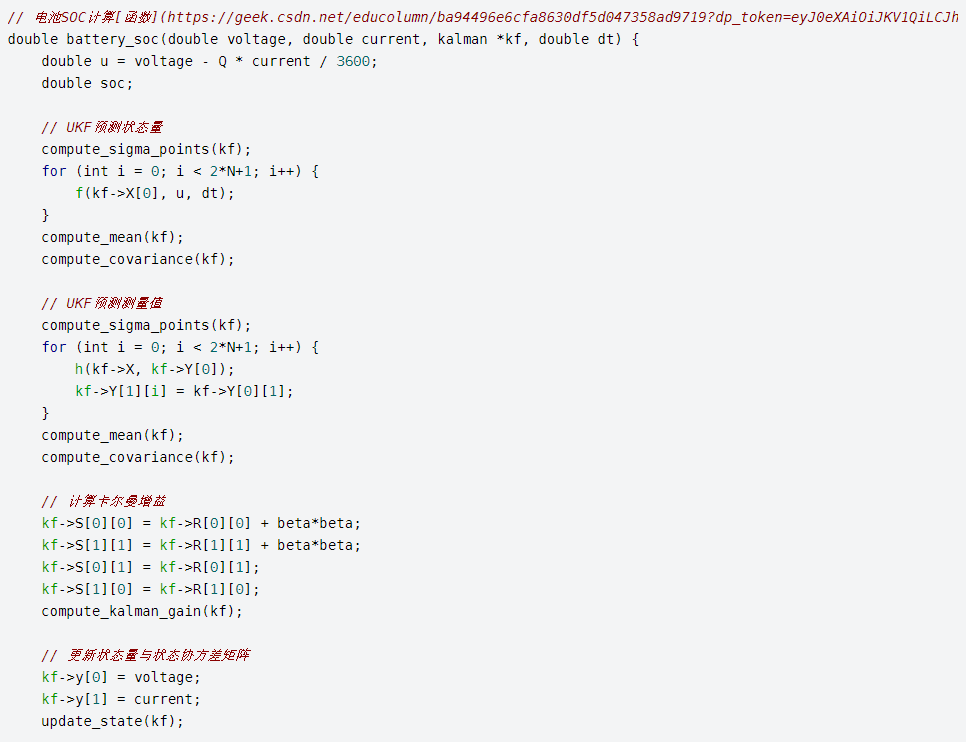 // 电池SOC计算[函数](https://geek.csdn.net/educolumn/ba94496e6cfa8630df5d047358ad9719?dp_token=eyJ0eXAiOiJKV1QiLCJh
double battery_soc(double voltage, double current, kalman *kf, double dt) {
    double u = voltage - Q * current / 3600;
    double soc;

    // UKF预测状态量
    compute_sigma_points(kf);
    for (int i = 0; i < 2*N+1; i++) {
        f(kf->X[0], u, dt);
    }
    compute_mean(kf);
    compute_covariance(kf);

    // UKF预测测量值
    compute_sigma_points(kf);
    for (int i = 0; i < 2*N+1; i++) {
        h(kf->X, kf->Y[0]);
        kf->Y[1][i] = kf->Y[0][1];
    }
    compute_mean(kf);
    compute_covariance(kf);

    // 计算卡尔曼增益
    kf->S[0][0] = kf->R[0][0] + beta*beta;
    kf->S[1][1] = kf->R[1][1] + beta*beta;
    kf->S[0][1] = kf->R[0][1];
    kf->S[1][0] = kf->R[1][0];
    compute_kalman_gain(kf);

    // 更新状态量与状态协方差矩阵
    kf->y[0] = voltage;
    kf->y[1] = current;
    update_state(kf);